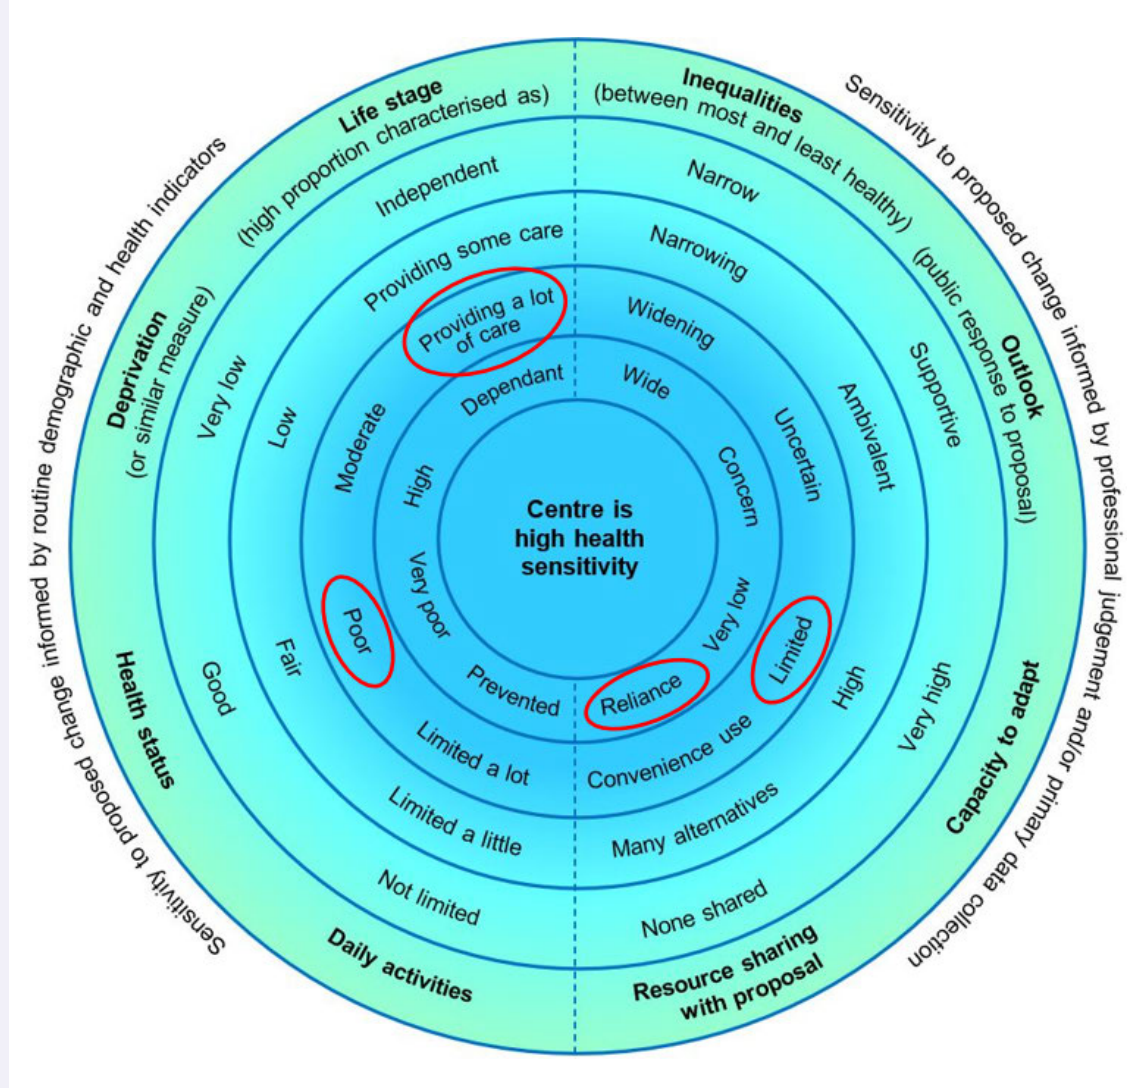 Sensitivity to proposed change informed by routine demographic and health indicators
Sensitivity to proposed change informed by professional judgement and/or primary data collection
Life stage
(high proportion characterised as)
Independent
Providing some care
Providing a lot
of care
Dependant
Inequalities
(between most and least healthy)
Narrow
Narrowing
Widening
Wide
Outlook
(public response to proposal)
Supportive
Ambivalent
Uncertain
Concern
Capacity to adapt
Very high
High
Limited
Very low
Resource sharing
with proposal
None shared
Many alternatives
Convenience use
Reliance
Daily activities
Not limited
Limited a little
Limited a lot
Prevented
Health status
Good
Fair
Poor
Very poor
Deprivation
(or similar measure)
Very low
Low
Moderate
High
Centre is
high health
sensitivity